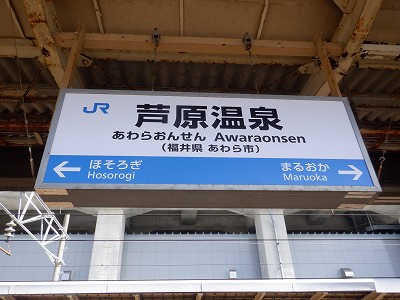 JR 芦原温泉
あわらおんせん Awaraonsen
(福井県 あわら市)
← ほそろぎ まるおか →
Hosorogi Maruoka